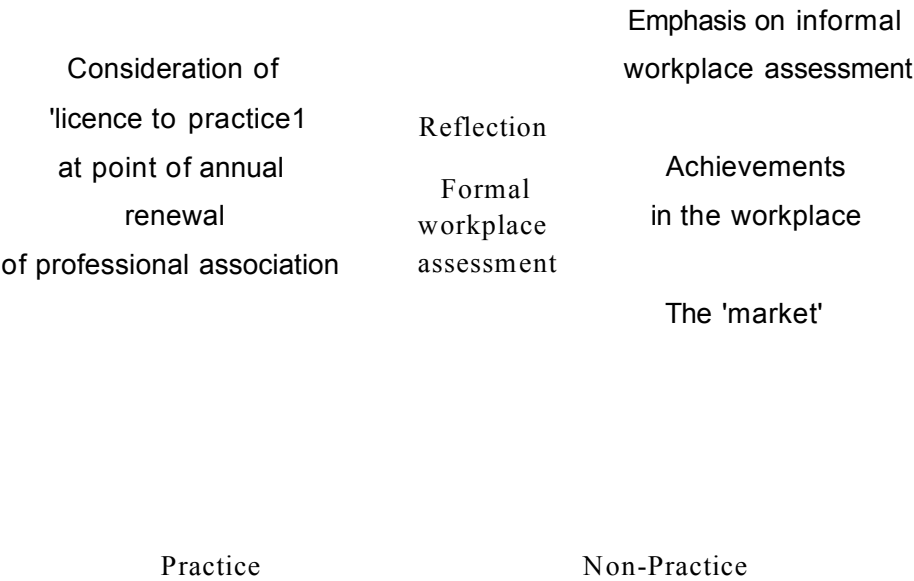 Consideration of
'licence to practice1
at point of annual
renewal
of professional association
Reflection
Formal
workplace
assessment
Emphasis on informal
workplace assessment
Achievements
in the workplace
The 'market'
Practice
Non-Practice